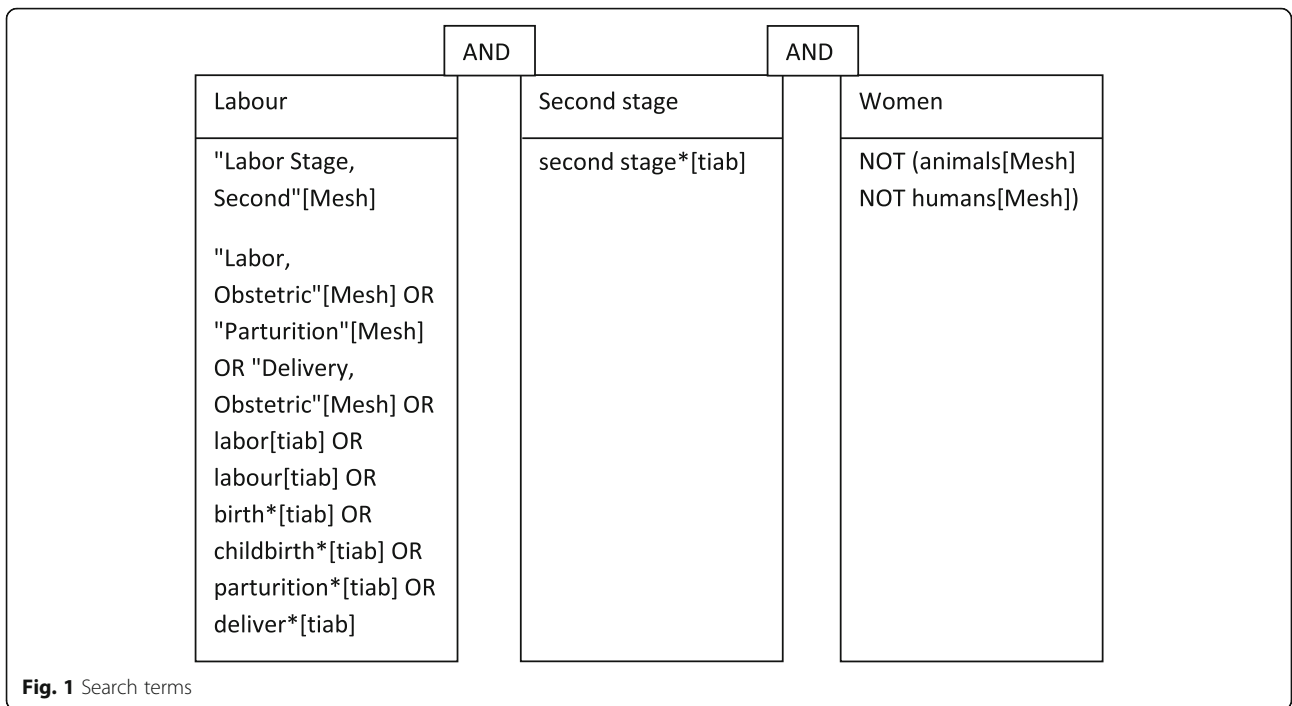 AND
AND
Labour
"Labor Stage,
Second"[Mesh]
"Labor,
Obstetric"[Mesh] OR
"Parturition"[Mesh]
OR "Delivery,
Obstetric"[Mesh] OR
labor[tiab] OR
labour[tiab] OR
birth*[tiab] OR
childbirth*[tiab] OR
parturition*[tiab] OR
deliver*[tiab]
Second stage
second stage*[tiab]
Women
NOT (animals[Mesh]
NOT humans[Mesh])
Fig. 1 Search terms